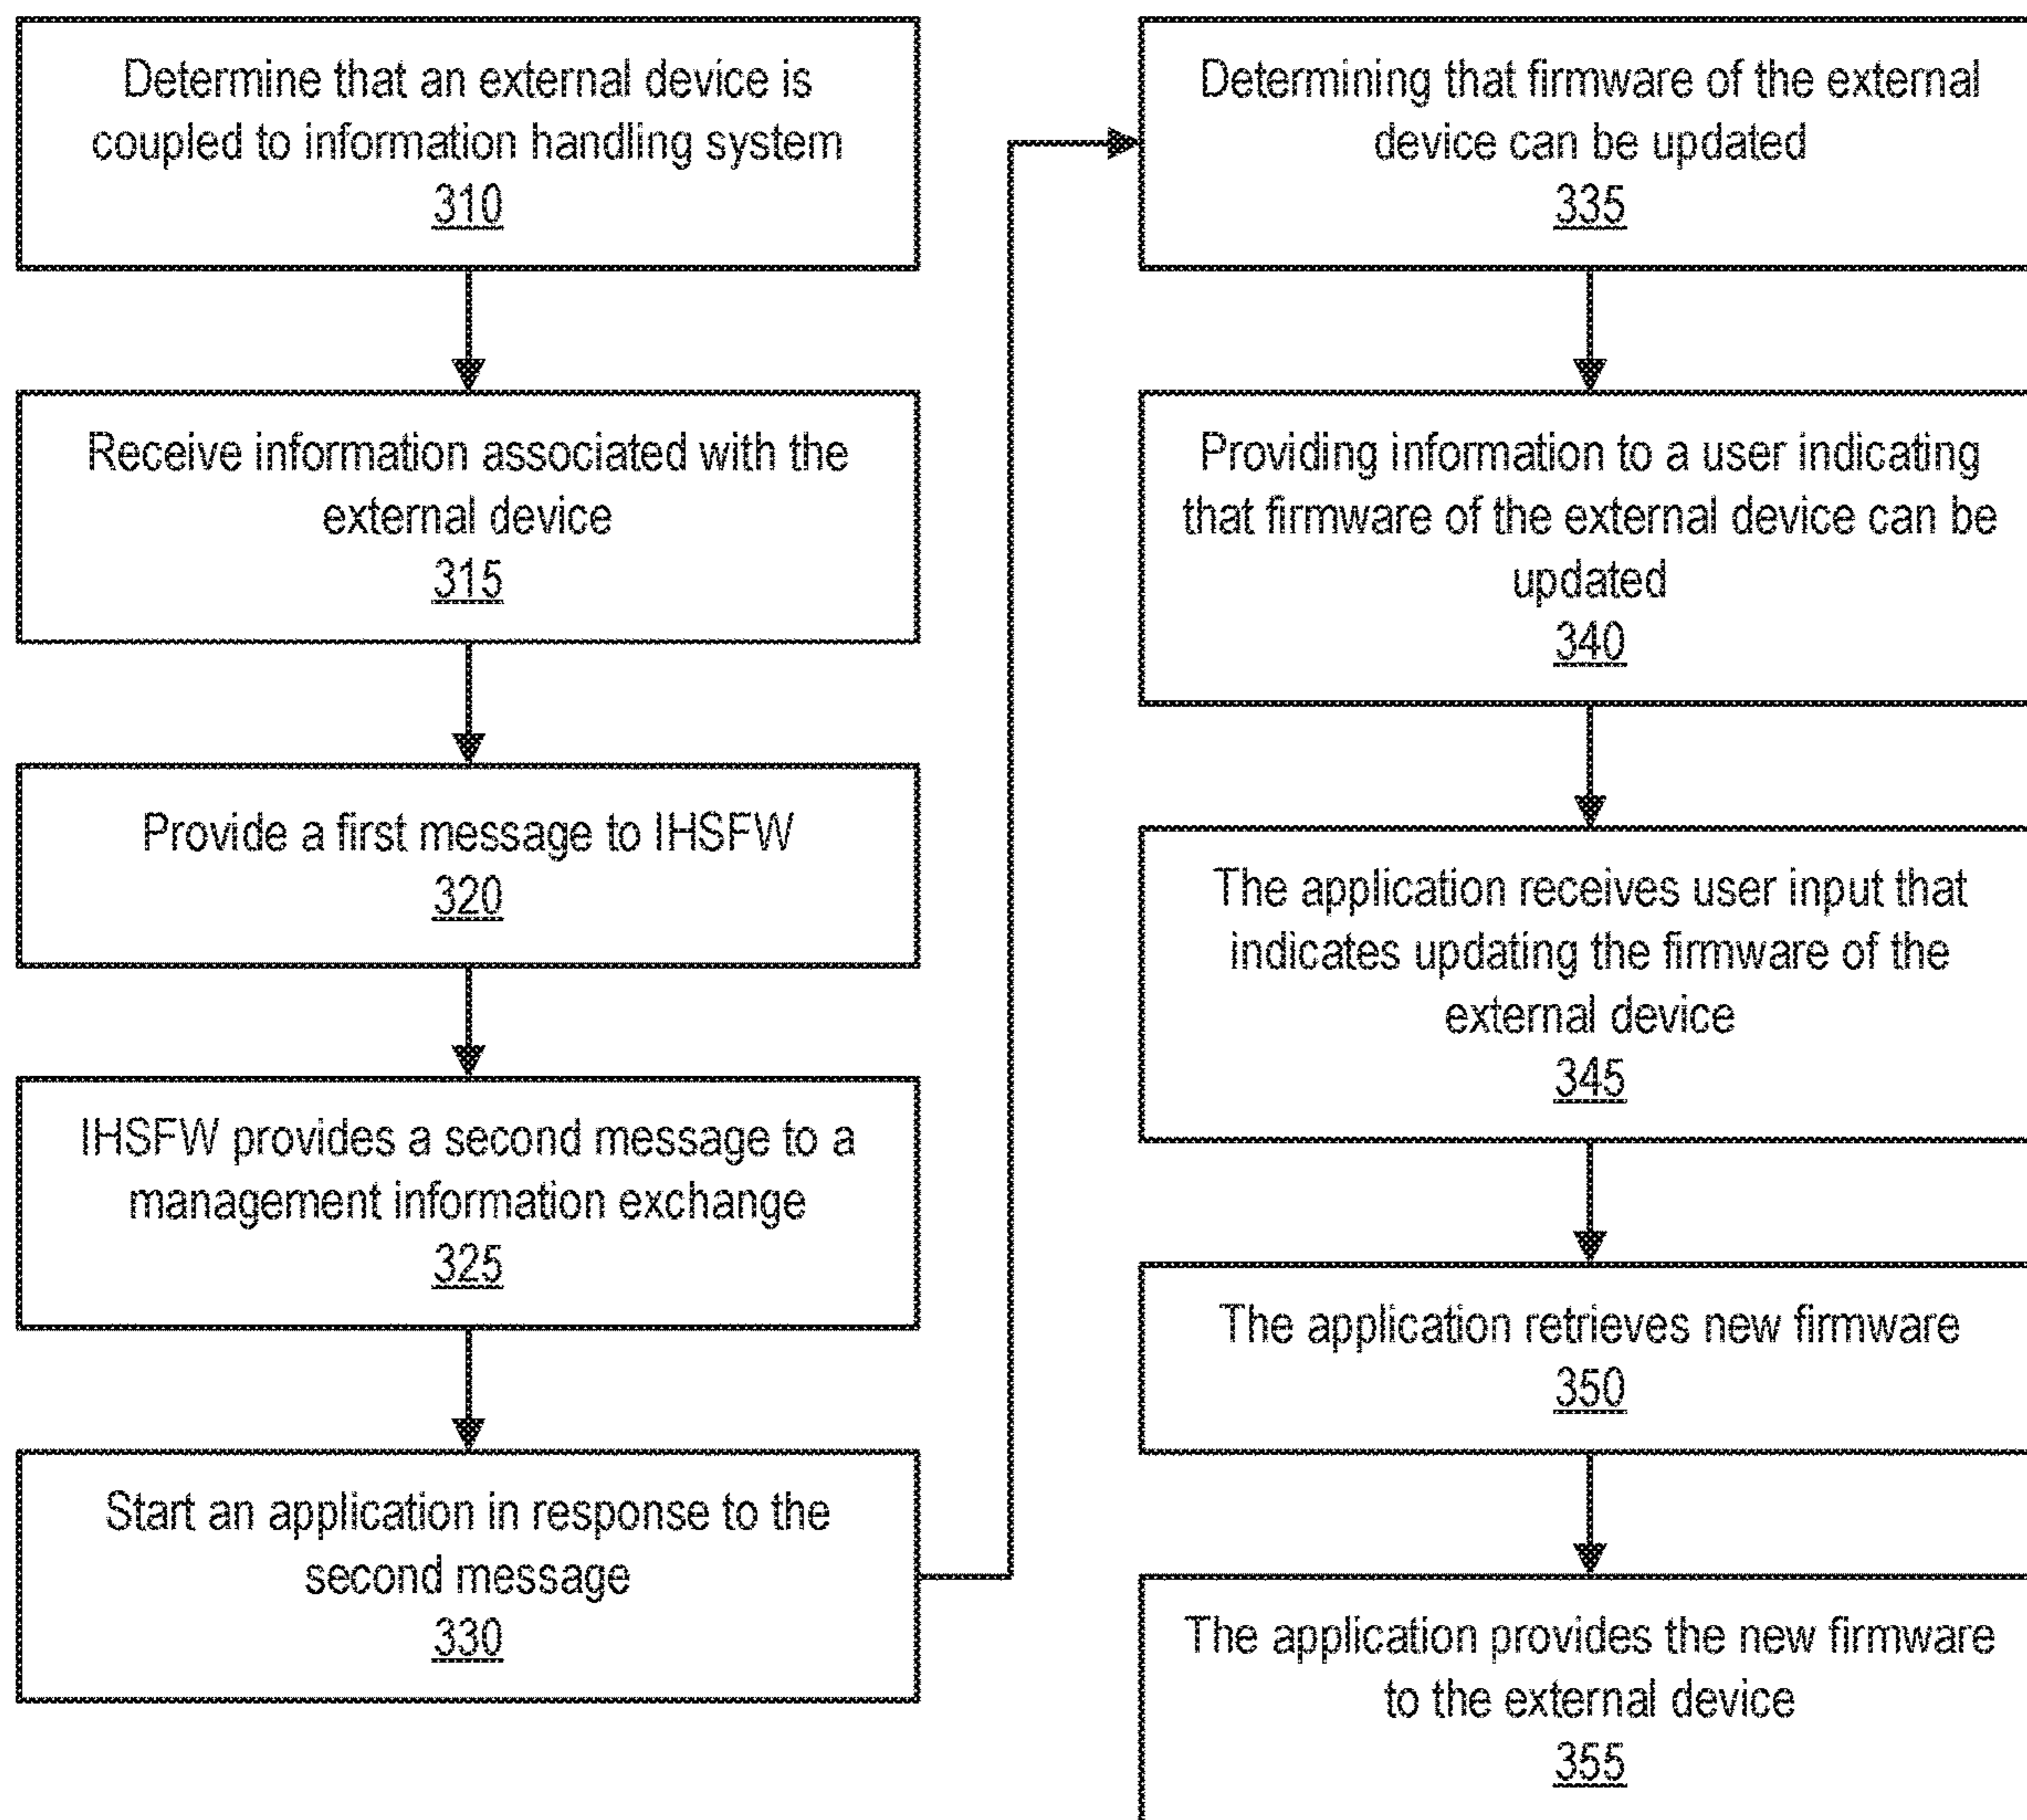 Determine that an external device is
coupled to information handling system
310
Receive information associated with the
external device
315
Provide a first message to IHSFW
320
IHSFW provides a second message to a
management information exchange
325
Start an application in response to the
second message
330
Determining that firmware of the external
device can be updated
335
Providing information to a user indicating
that firmware of the external device can be
updated
340
The application receives user input that
indicates updating the firmware of the
external device
345
The application retrieves new firmware
350
The application provides the new firmware
to the external device
355